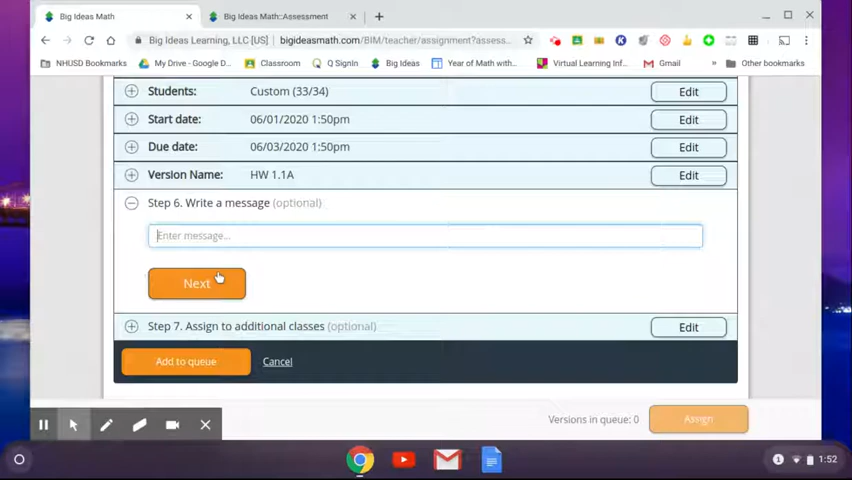 Big Ideas Math
Big Ideas Math::Assessment
Big Ideas Learning, LLC [US] | bigideasmath.com/BIM/teacher/assignment?assess...
NHUSD Bookmarks
My Drive - Google D...
Classroom
Q SignIn
Big Ideas
Year of Math with...
Virtual Learning Inf...
Gmail
»
Other bookmarks
Students: Custom (33/34) Edit
Start date: 06/01/2020 1:50pm Edit
Due date: 06/03/2020 1:50pm Edit
Version Name: HW 1.1A Edit
Step 6. Write a message (optional)
Enter message...
Next
Step 7. Assign to additional classes (optional) Edit
Add to queue Cancel
Versions in queue: 0 Assign
1 1:52